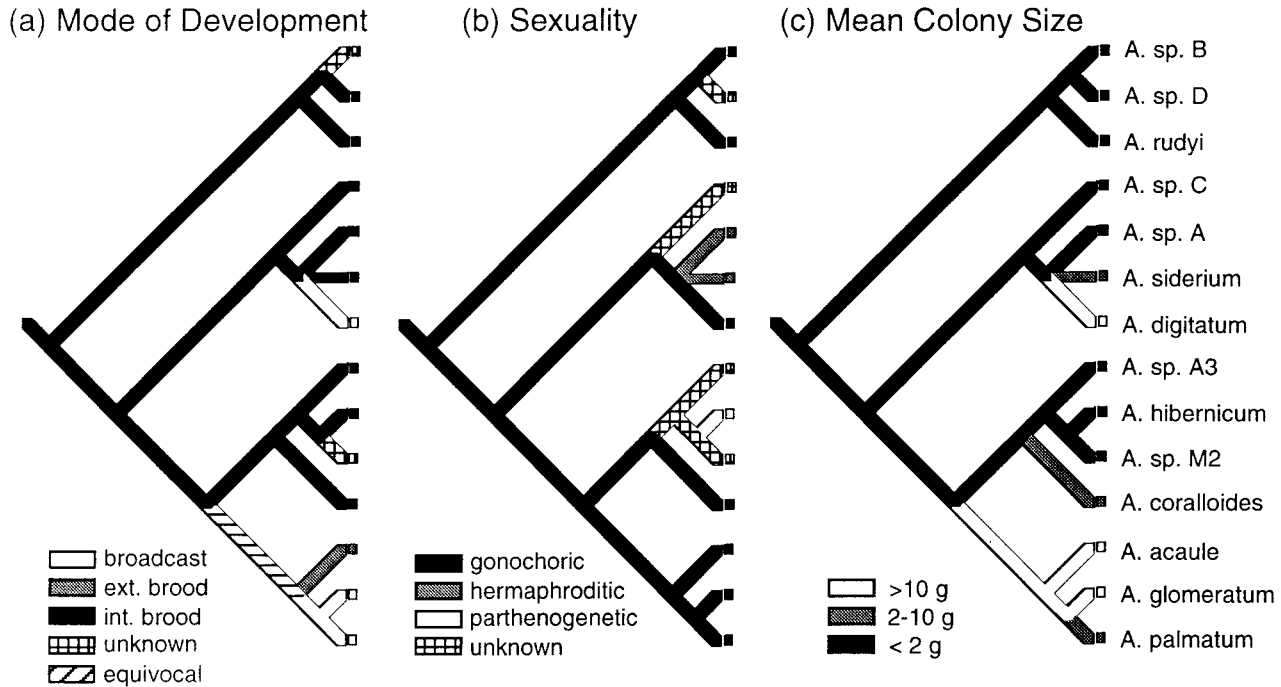 (a) Mode of Development
(b) Sexuality
(c) Mean Colony Size
A. sp. B
A. sp. D
A. rudyi
A. sp. C
A. sp. A
A. siderium
A. digitatum
A. sp. A3
A. hibernicum
A. sp. M2
A. coralloides
A. acaule
A. glomeratum
A. palmatum
broadcast
ext. brood
int. brood
unknown
equivocal
gonochoric
hermaphroditic
parthenogenetic
unknown
>10 g
2-10 g
< 2 g